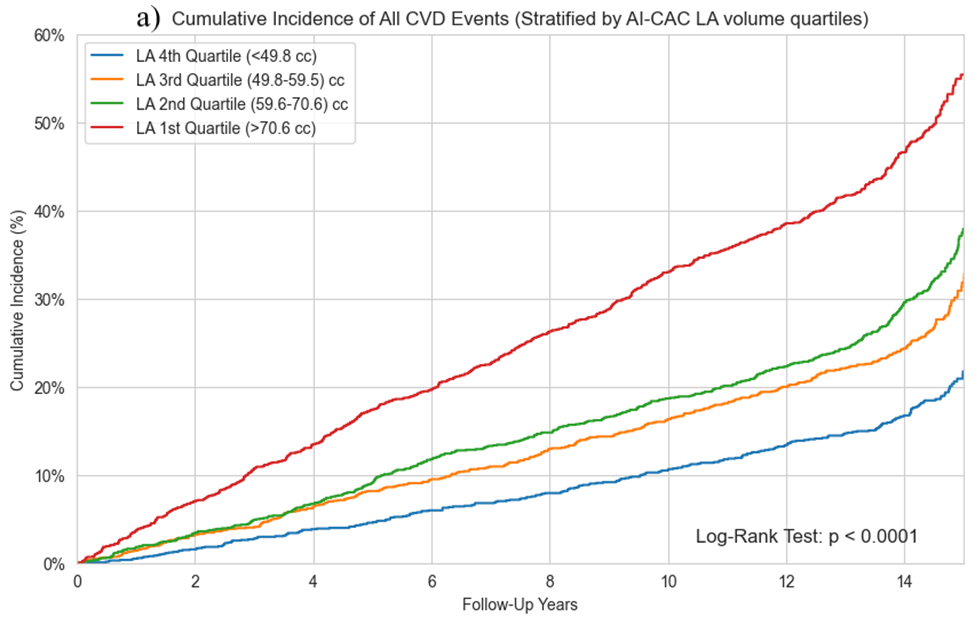 a) Cumulative Incidence of All CVD Events (Stratified by AI-CAC LA volume quartiles)
60%
50%
40%
30%
20%
10%
0%
Cumulative Incidence (%)
LA 4th Quartile (<49.8 cc)
LA 3rd Quartile (49.8-59.5) cc
LA 2nd Quartile (59.6-70.6) cc
LA 1st Quartile (>70.6 cc)
Log-Rank Test: p < 0.0001
0 2 4 6 8 10 12 14
Follow-Up Years